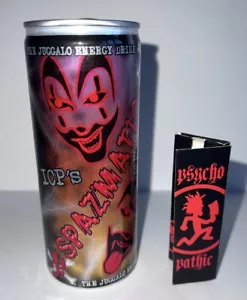 THE JUGGALO ENERGY DRINK
ICP's
SPAZMATIC
THE JUGGALO
psycho
pathic